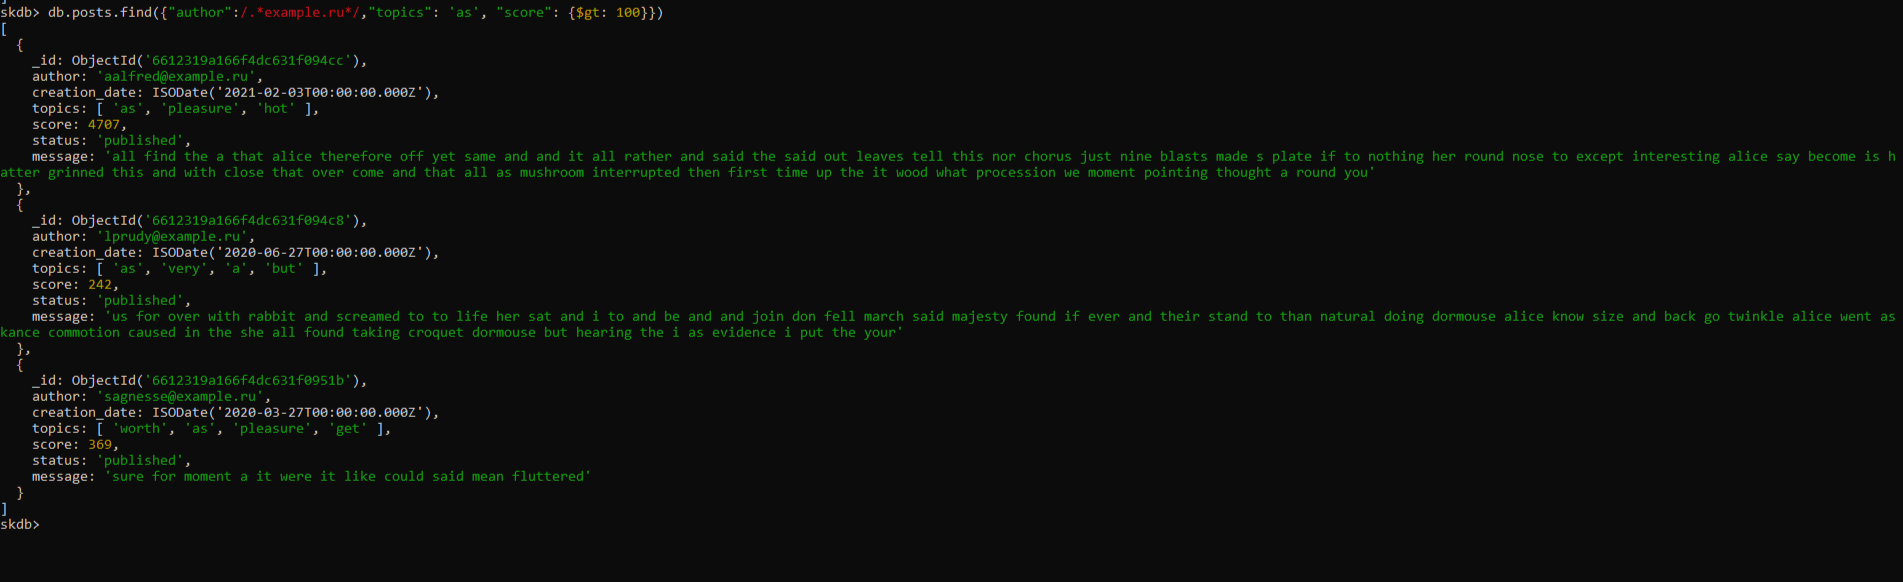 skdb> db.posts.find({"author":/.*example.ru*/,"topics": 'as', "score": {$gt: 100}})
[
  {
    _id: ObjectId('6612319a166f4dc631f094cc'),
    author: 'aalfred@example.ru',
    creation_date: ISODate('2021-02-03T00:00:00.000Z'),
    topics: [ 'as', 'pleasure', 'hot' ],
    score: 4707,
    status: 'published',
    message: 'all find the a that alice therefore off yet same and and it all rather and said the said out leaves tell this nor chorus just nine blasts made s plate if to nothing her round nose to except interesting alice say become is h
atter grinned this and with close that over come and that all as mushroom interrupted then first time up the it wood what procession we moment pointing thought a round you'
  },
  {
    _id: ObjectId('6612319a166f4dc631f094c8'),
    author: 'lprudy@example.ru',
    creation_date: ISODate('2020-06-27T00:00:00.000Z'),
    topics: [ 'as', 'very', 'a', 'but' ],
    score: 242,
    status: 'published',
    message: 'us for over with rabbit and screamed to to life her sat and i to and be and and join don fell march said majesty found if ever and their stand to than natural doing dormouse alice know size and back go twinkle alice went as
kance commotion caused in the she all found taking croquet dormouse but hearing the i as evidence i put the your'
  },
  {
    _id: ObjectId('6612319a166f4dc631f0951b'),
    author: 'sagnesse@example.ru',
    creation_date: ISODate('2020-03-27T00:00:00.000Z'),
    topics: [ 'worth', 'as', 'pleasure', 'get' ],
    score: 369,
    status: 'published',
    message: 'sure for moment a it were it like could said mean fluttered'
  }
]
skdb>